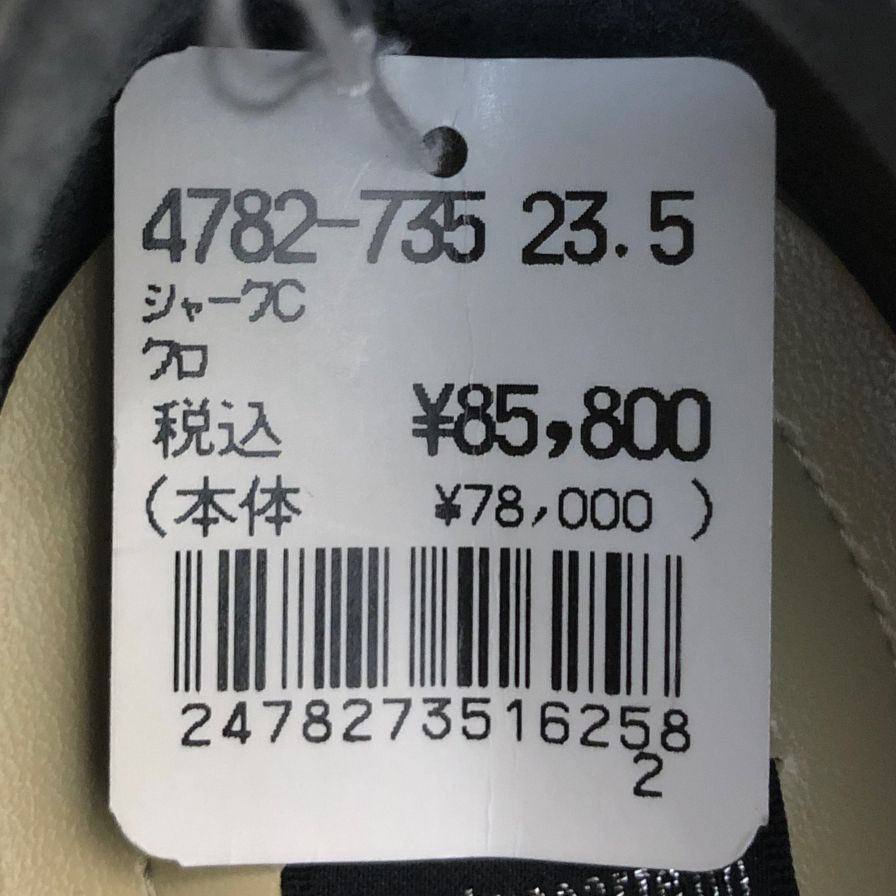 4782-735 23.5
シャークC
クロ
税込 ¥85,800
(本体 ¥78,000 )
2478273516258
2